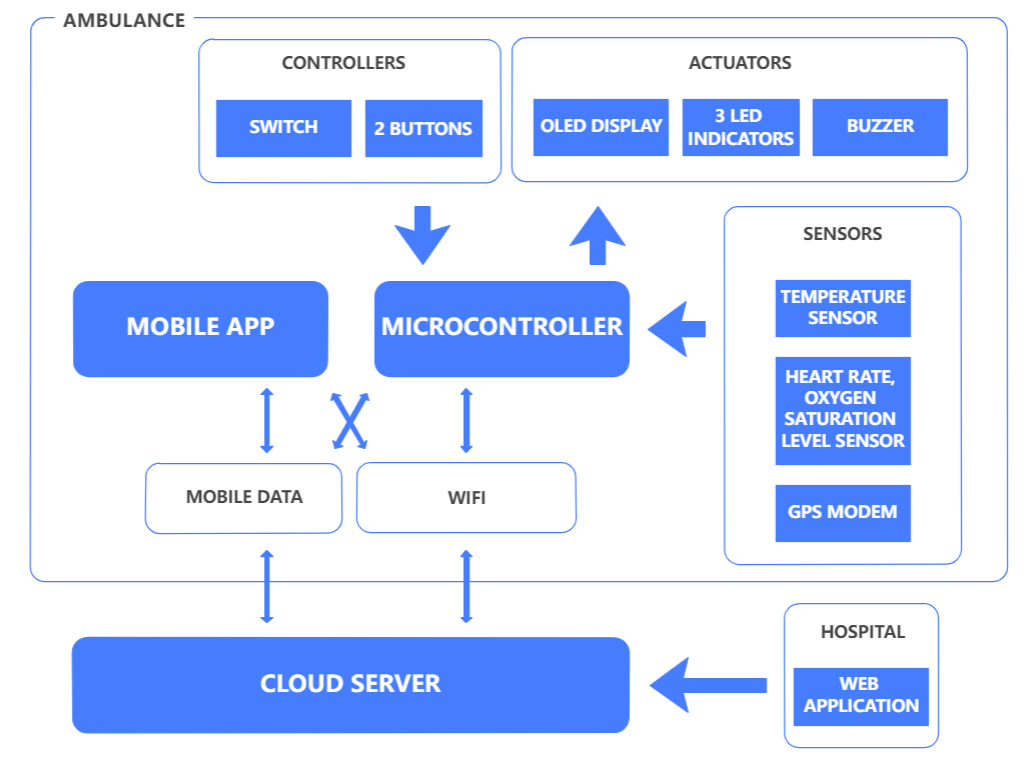 AMBULANCE
CONTROLLERS
SWITCH
2 BUTTONS
ACTUATORS
OLED DISPLAY
3 LED
INDICATORS
BUZZER
SENSORS
TEMPERATURE
SENSOR
HEART RATE,
OXYGEN
SATURATION
LEVEL SENSOR
GPS MODEM
MOBILE APP
MICROCONTROLLER
MOBILE DATA
WIFI
CLOUD SERVER
HOSPITAL
WEB
APPLICATION